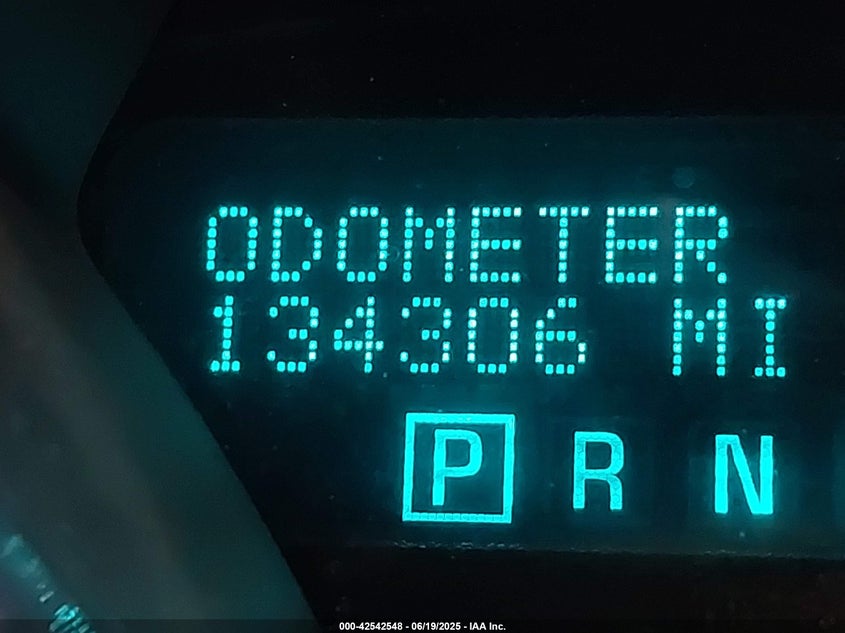 ODOMETER
134306 MI
P R N
000-42542548 - 06/19/2025 - IAA Inc.